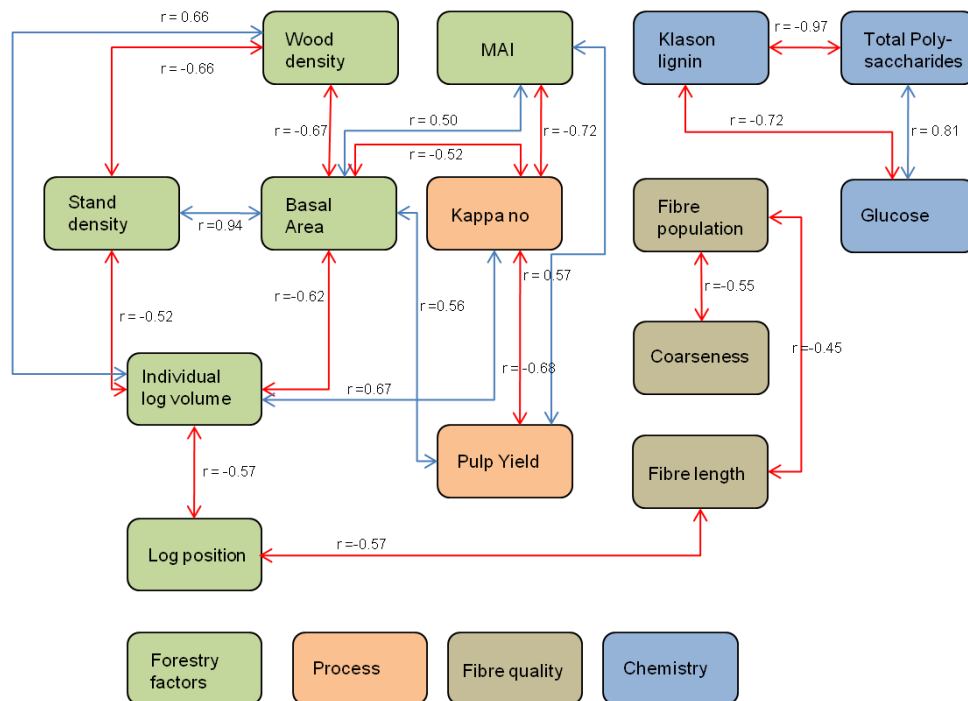 r = 0.66
Wood
density
MAI
Klason
lignin
r = -0.97
Total Poly-
saccharides
r = -0.66
r = -0.67
r = 0.50
r = -0.52
r = -0.72
r = -0.72
r = 0.81
Stand
density
r=0.94
Basal
Area
Kappa no
Fibre
population
Glucose
r = 0.57
r=-0.55
r = -0.52
r=-0.62
r=0.56
Coarseness
r=-0.45
Individual
log volume
r=0.67
r=-0.68
r = -0.57
Pulp Yield
Fibre length
Log position
r =-0.57
Forestry
factors
Process
Fibre quality
Chemistry